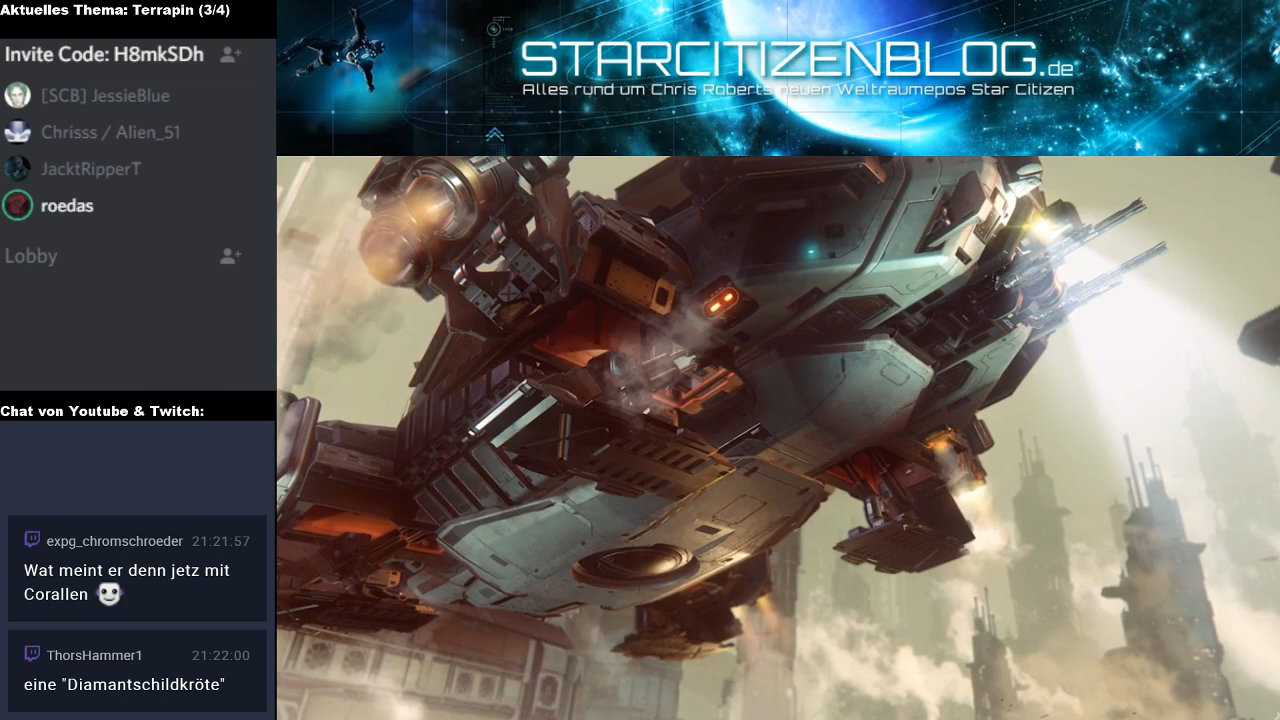 Aktuelles Thema: Terrapin (3/4)
Invite Code: H8mkSDh
[SCB] JessieBlue
Chrisss / Alien_51
JacktRipperT
roedas
Lobby
Chat von Youtube & Twitch:
expg_chromschroeder 21:21:57
Wat meint er denn jetz mit
Corallen
ThorsHammer1 21:22:00
eine "Diamantschildkröte"
STARCITIZENBLOG.de
Alles rund um Chris Roberts neuen Weltraumepos Star Citizen